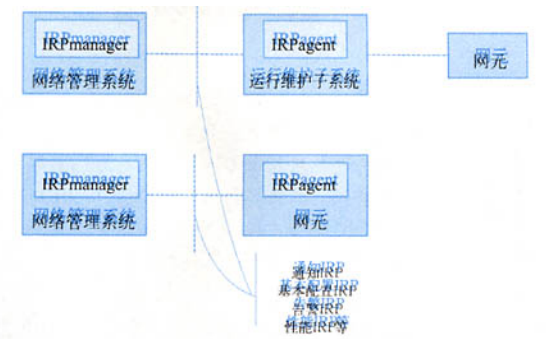 IRPmanager
网络管理系统
IRPagent
运行维护子系统
网元
IRPmanager
网络管理系统
IRPagent
网元
通知IRP
基本配置IRP
告警IRP
性能IRP等